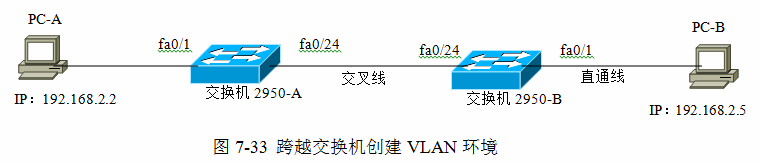 PC-A
PC-B
fa0/1
fa0/24
fa0/24
fa0/1
交叉线
直通线
IP：192.168.2.2
交换机 2950-A
交换机 2950-B
IP：192.168.2.5
图 7-33 跨越交换机创建 VLAN 环境